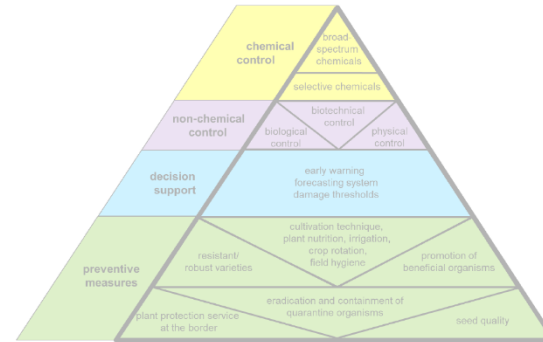 chemical
control
broad
spectrum
chemicals
selective chemicals
non-chemical
control
biotechnical
control
biological
control
physical
control
decision
support
early warning
forecasting system
damage thresholds
preventive
measures
cultivation technique,
plant nutrition, irrigation,
crop rotation,
field hygiene
resistant/
robust varieties
promotion of
beneficial organisms
eradication and containment of
quarantine organisms
plant protection service
at the border
seed quality